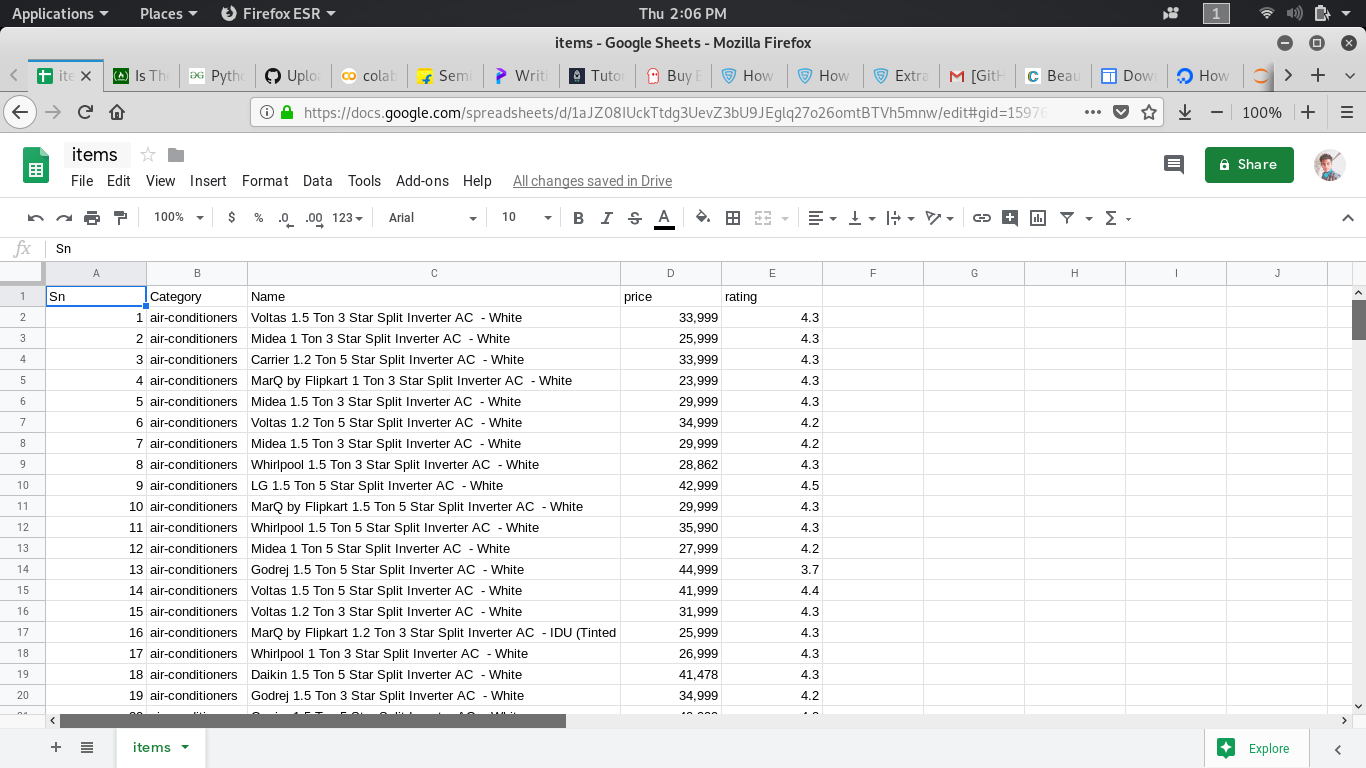 Applications Places Firefox ESR Thu 2:06 PM 1
items - Google Sheets - Mozilla Firefox
ite Is Th Pyth Uplo colab Semi Writi Tuto Buy How How Extra [Git Beau Dow How
https://docs.google.com/spreadsheets/d/1aJZ08IUckTtdg3UevZ3bU9JEglq27o26omtBTVh5mnw/edit#gid=15976 100%
items
File Edit View Insert Format Data Tools Add-ons Help All changes saved in Drive Share
100% $ % .0 .00 123 Arial 10 B I S A Σ
fx Sn
A B C D E F G H I J
1 Sn Category Name price rating
2 1 air-conditioners Voltas 1.5 Ton 3 Star Split Inverter AC  - White 33,999 4.3
3 2 air-conditioners Midea 1 Ton 3 Star Split Inverter AC  - White 25,999 4.3
4 3 air-conditioners Carrier 1.2 Ton 5 Star Split Inverter AC  - White 33,999 4.3
5 4 air-conditioners MarQ by Flipkart 1 Ton 3 Star Split Inverter AC  - White 23,999 4.3
6 5 air-conditioners Midea 1.5 Ton 3 Star Split Inverter AC  - White 29,999 4.3
7 6 air-conditioners Voltas 1.2 Ton 5 Star Split Inverter AC  - White 34,999 4.2
8 7 air-conditioners Midea 1.5 Ton 3 Star Split Inverter AC  - White 29,999 4.2
9 8 air-conditioners Whirlpool 1.5 Ton 3 Star Split Inverter AC  - White 28,862 4.3
10 9 air-conditioners LG 1.5 Ton 5 Star Split Inverter AC  - White 42,999 4.5
11 10 air-conditioners MarQ by Flipkart 1.5 Ton 5 Star Split Inverter AC  - White 29,999 4.3
12 11 air-conditioners Whirlpool 1.5 Ton 5 Star Split Inverter AC  - White 35,990 4.3
13 12 air-conditioners Midea 1 Ton 5 Star Split Inverter AC  - White 27,999 4.2
14 13 air-conditioners Godrej 1.5 Ton 5 Star Split Inverter AC  - White 44,999 3.7
15 14 air-conditioners Voltas 1.5 Ton 5 Star Split Inverter AC  - White 41,999 4.4
16 15 air-conditioners Voltas 1.2 Ton 3 Star Split Inverter AC  - White 31,999 4.3
17 16 air-conditioners MarQ by Flipkart 1.2 Ton 3 Star Split Inverter AC  - IDU (Tinted 25,999 4.3
18 17 air-conditioners Whirlpool 1 Ton 3 Star Split Inverter AC  - White 26,999 4.3
19 18 air-conditioners Daikin 1.5 Ton 5 Star Split Inverter AC  - White 41,478 4.3
20 19 air-conditioners Godrej 1.5 Ton 3 Star Split Inverter AC  - White 34,999 4.2
items Explore